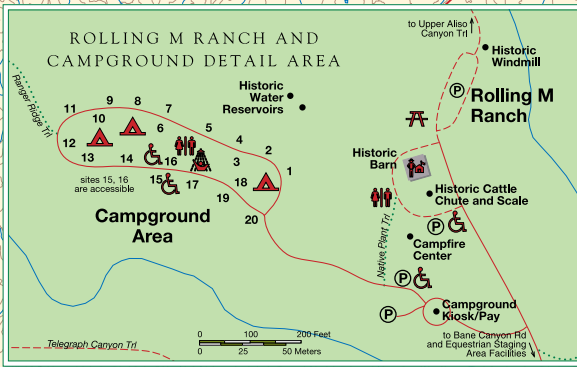 to Upper Aliso
Canyon Trl
ROLLING M RANCH AND
CAMPGROUND DETAIL AREA
Historic
Windmill
Ranger Ridge Trl
Historic
Water
Reservoirs
P
Rolling M
Ranch
11
10
9
8
7
6
5
4
2
12
13
14
16
3
1
15
17
18
19
20
sites 15, 16
are accessible
Historic
Barn
Historic Cattle
Chute and Scale
Campground
Area
P
Native Plant Trl
Campfire
Center
P
P
Campground
Kiosk/Pay
0 100 200 Feet
0 25 50 Meters
Telegraph Canyon Trl
to Bane Canyon Rd
and Equestrian Staging
Area Facilities